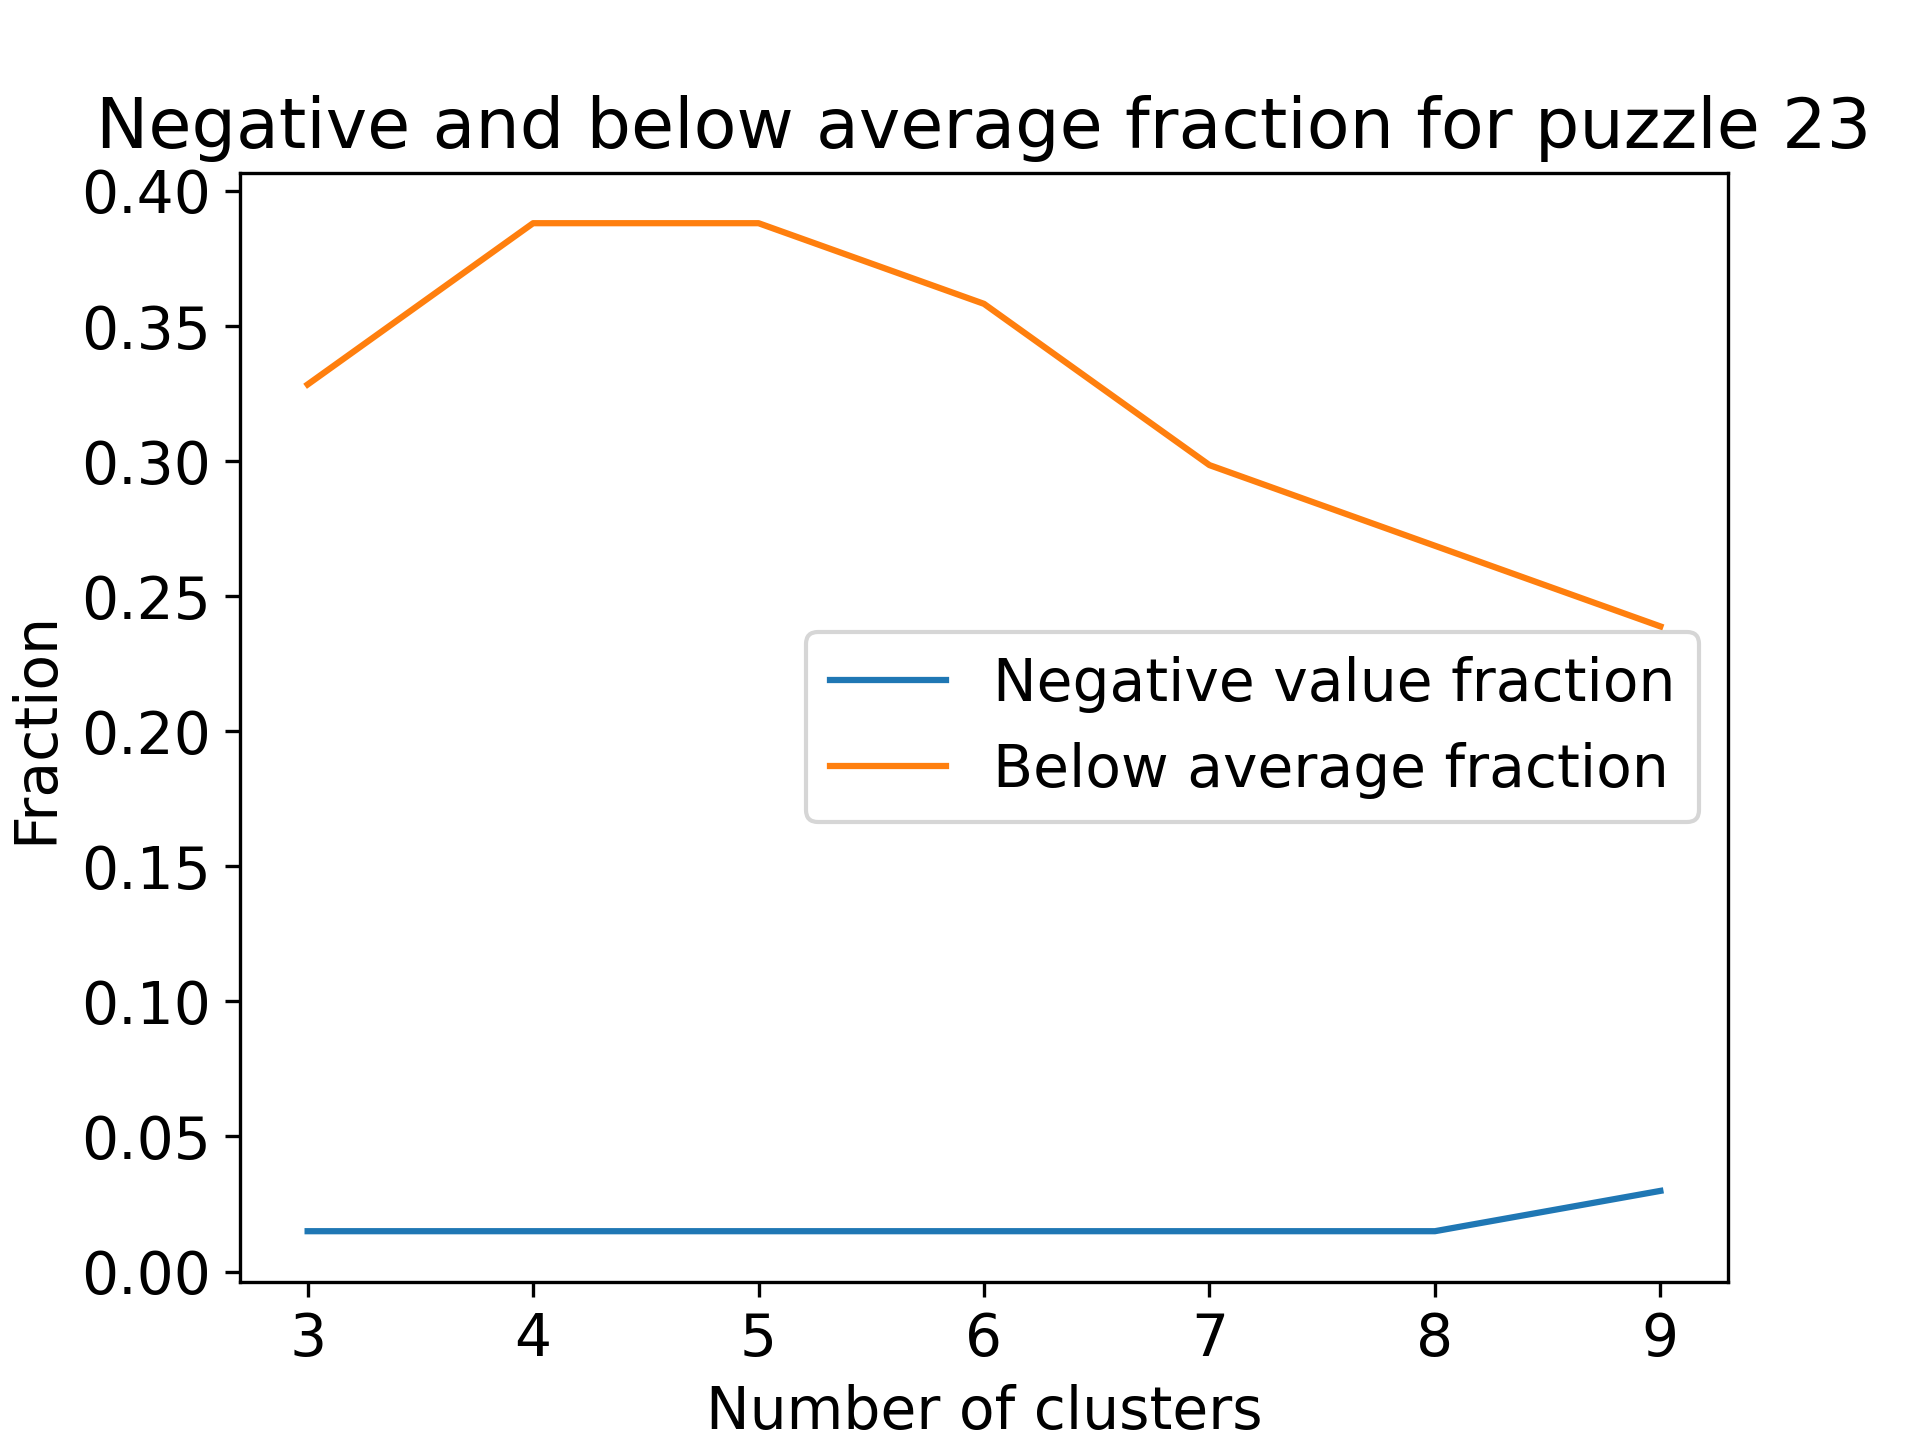 Negative and below average fraction for puzzle 23
0.40
0.35
0.30
0.25
0.20
0.15
0.10
0.05
0.00
Fraction
Negative value fraction
Below average fraction
3 4 5 6 7 8 9
Number of clusters